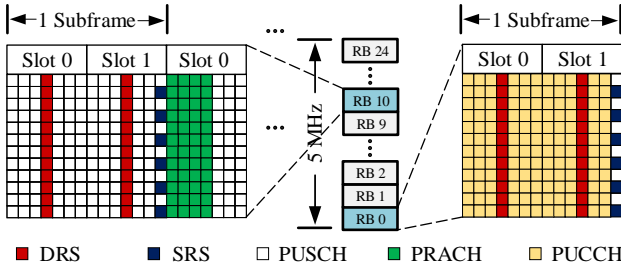 1 Subframe
...
1 Subframe
Slot 0
Slot 1
Slot 0
RB 24
Slot 0
Slot 1
...
RB 10
...
RB 9
5 MHz
...
RB 2
RB 1
RB 0
DRS
SRS
PUSCH
PRACH
PUCCH